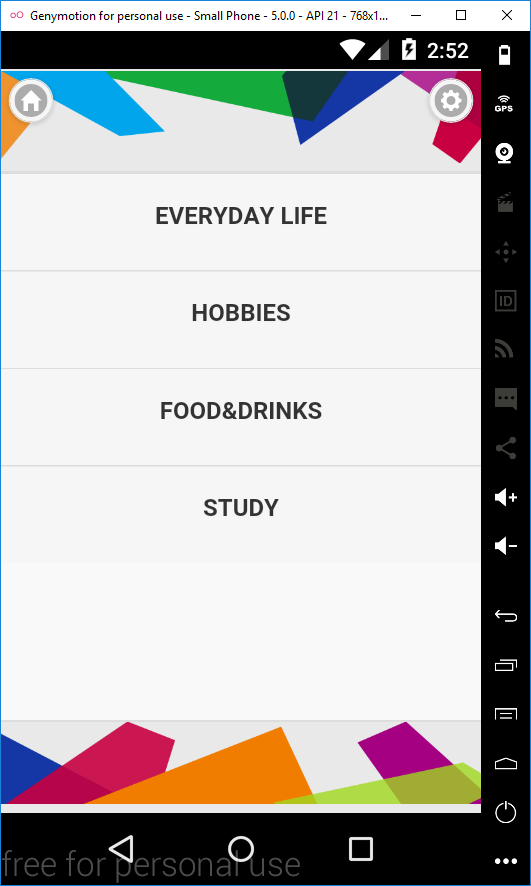 Genymotion for personal use - Small Phone - 5.0.0 - API 21 - 768x1...
2:52
GPS
EVERYDAY LIFE
ID
HOBBIES
FOOD&DRINKS
STUDY
free for personal use